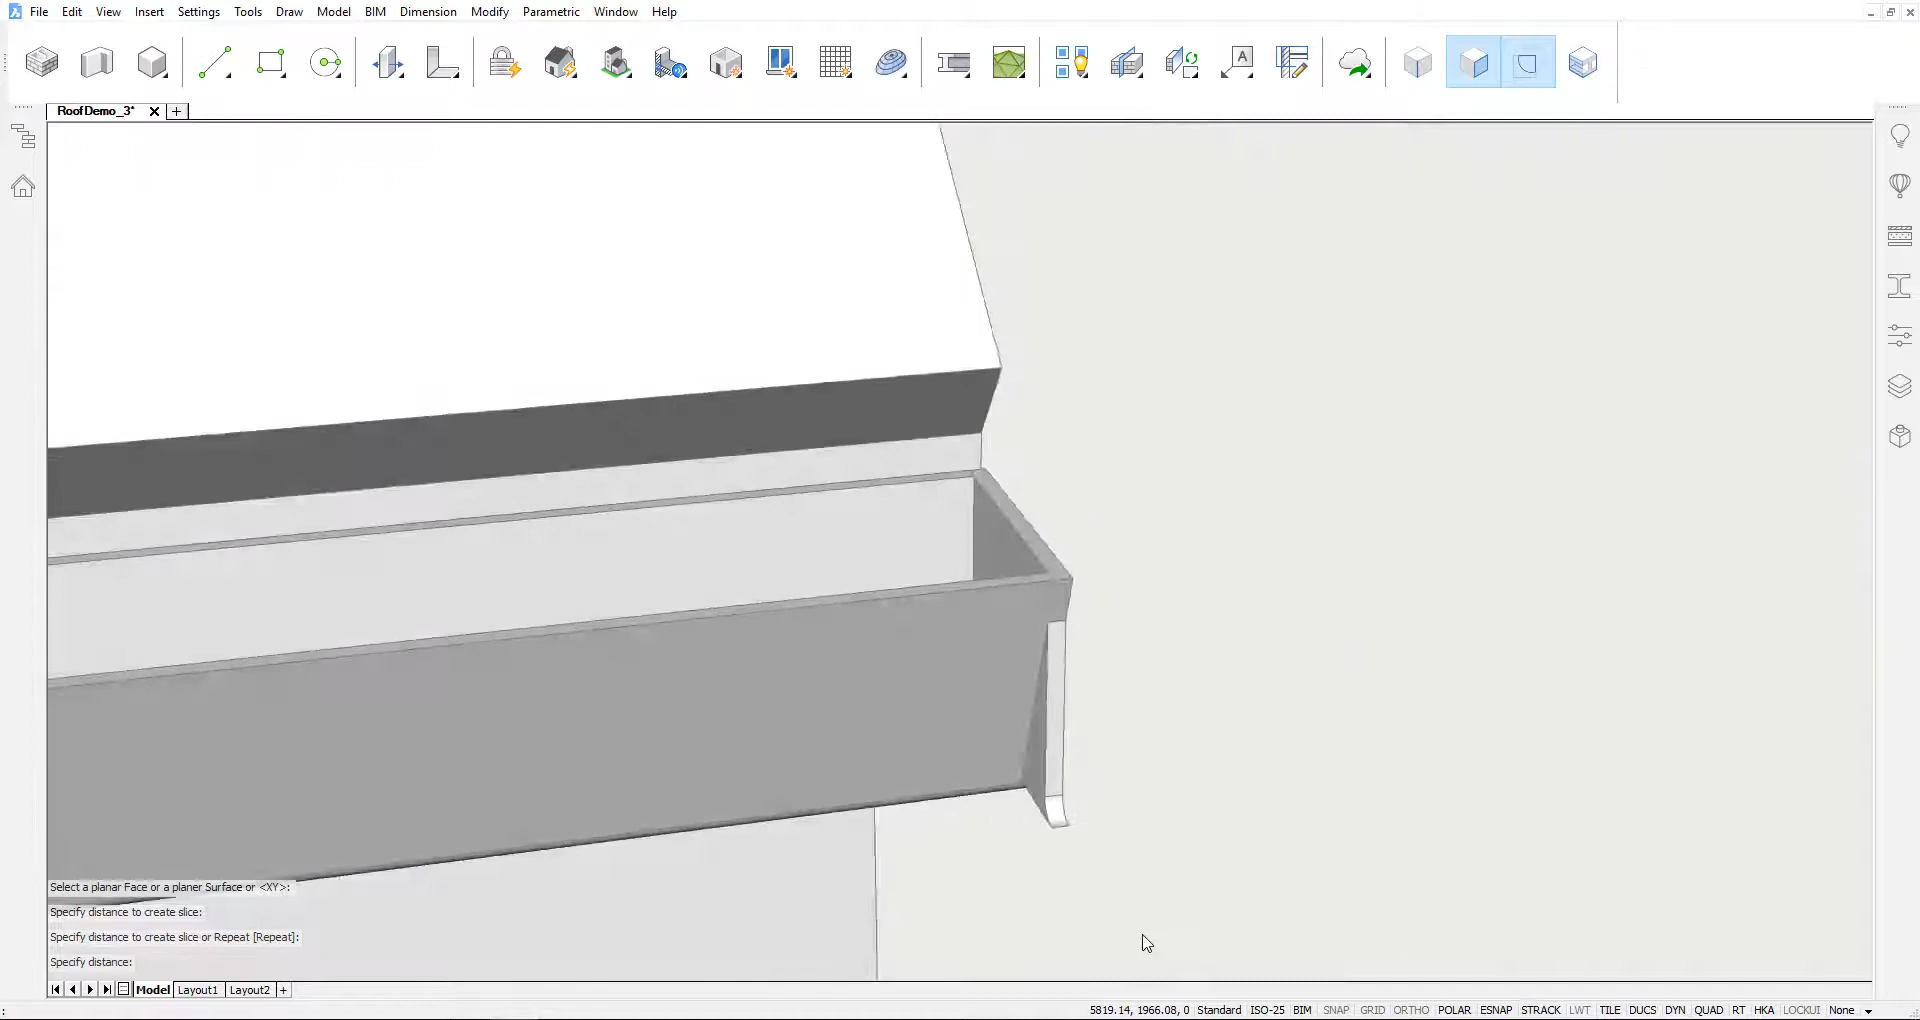 File Edit View Insert Settings Tools Draw Model BIM Dimension Modify Parametric Window Help
A
RoofDemo_3*
Select a planar Face or a planer Surface or <XY>:
Specify distance to create slice:
Specify distance to create slice or Repeat [Repeat]:
Specify distance:
Model Layout1 Layout2 +
: 5819.14, 1966.08, 0 Standard ISO-25 BIM SNAP GRID ORTHO POLAR ESNAP STRACK LWT TILE DUCS DYN QUAD RT HKA LOCKUI None